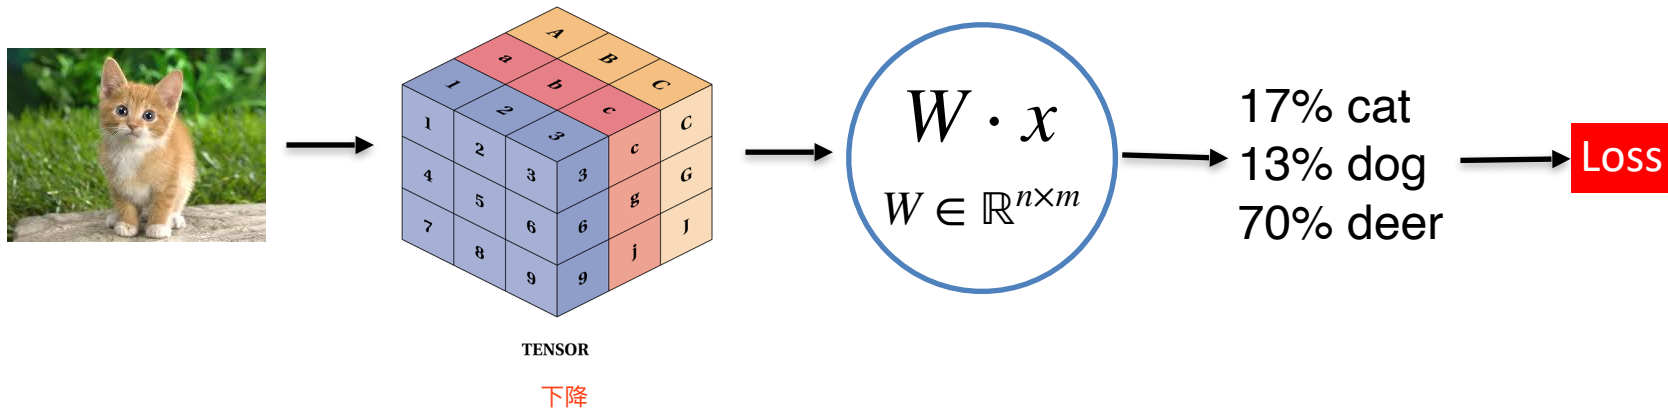 A B C
a b c
1 2 3
1 2 3 3 c C
4 5 6 6 g G
7 8 9 9 j J
TENSOR
下降
W · x
W ∈ ℝⁿˣᵐ
17% cat
13% dog
70% deer
Loss